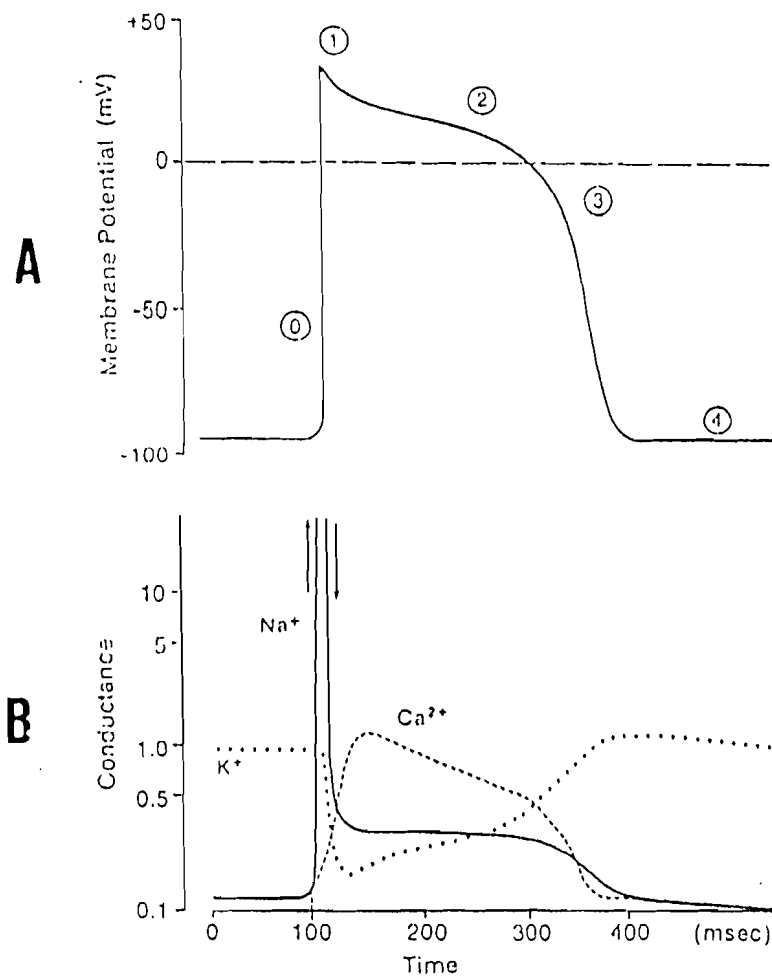 A
Membrane Potential (mV)
+50
0
-50
-100
0
1
2
3
4
B
Conductance
10
5
1.0
0.5
0.1
Na⁺
Ca²⁺
K⁺
0 100 200 300 400 (msec)
Time